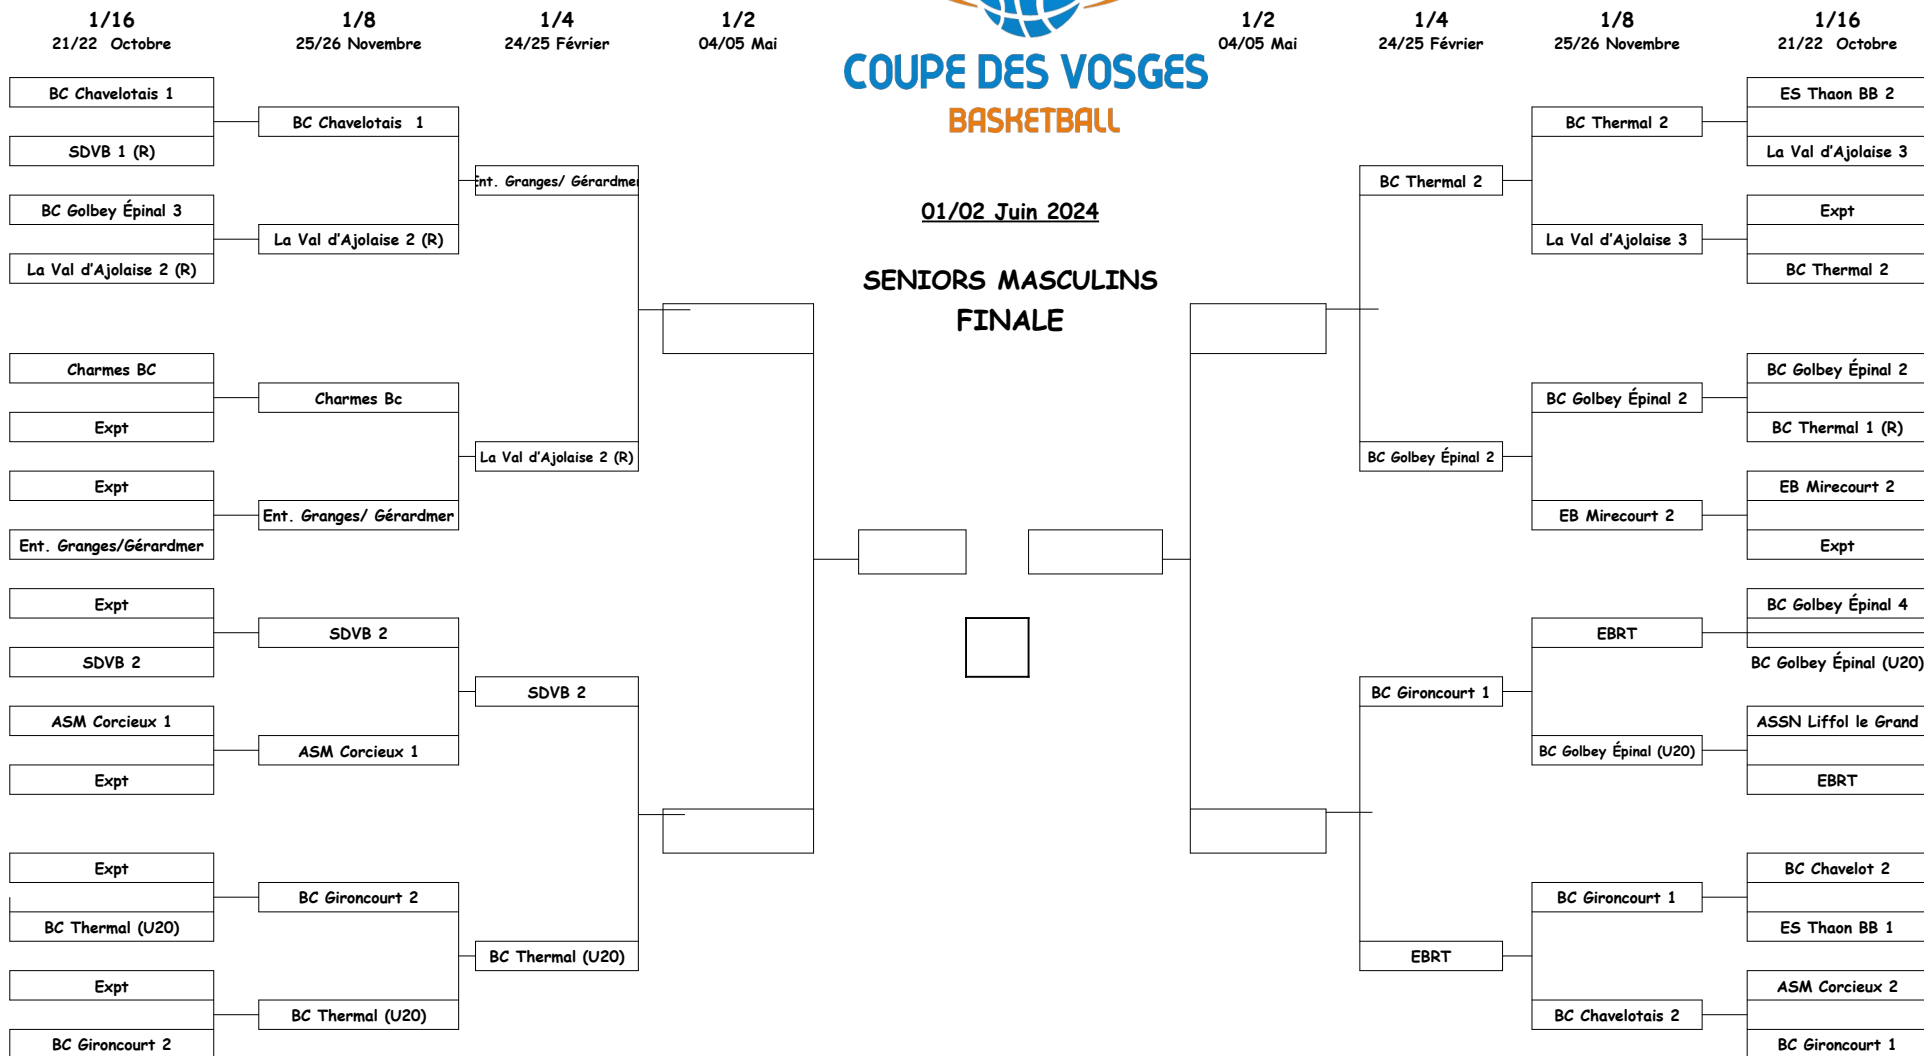 1/16
21/22 Octobre
1/8
25/26 Novembre
1/4
24/25 Février
1/2
04/05 Mai
COUPE DES VOSGES
BASKETBALL
1/2
04/05 Mai
1/4
24/25 Février
1/8
25/26 Novembre
1/16
21/22 Octobre
01/02 Juin 2024
SENIORS MASCULINS
FINALE
BC Chavelotais 1
SDVB 1 (R)
BC Golbey Épinal 3
La Val d'Ajolaise 2 (R)
Charmes BC
Expt
Expt
Ent. Granges/Gérardmer
Expt
SDVB 2
ASM Corcieux 1
Expt
Expt
BC Thermal (U20)
Expt
BC Gironcourt 2
BC Chavelotais 1
La Val d'Ajolaise 2 (R)
Charmes Bc
Ent. Granges/ Gérardmer
SDVB 2
ASM Corcieux 1
BC Gironcourt 2
BC Thermal (U20)
Ent. Granges/ Gérardmer
La Val d'Ajolaise 2 (R)
SDVB 2
BC Thermal (U20)
BC Thermal 2
BC Golbey Épinal 2
BC Gironcourt 1
EBRT
BC Thermal 2
La Val d'Ajolaise 3
BC Golbey Épinal 2
EB Mirecourt 2
EBRT
BC Golbey Épinal (U20)
BC Gironcourt 1
BC Chavelotais 2
ES Thaon BB 2
La Val d'Ajolaise 3
Expt
BC Thermal 2
BC Golbey Épinal 2
BC Thermal 1 (R)
EB Mirecourt 2
Expt
BC Golbey Épinal 4
BC Golbey Épinal (U20)
ASSN Liffol le Grand
EBRT
BC Chavelot 2
ES Thaon BB 1
ASM Corcieux 2
BC Gironcourt 1